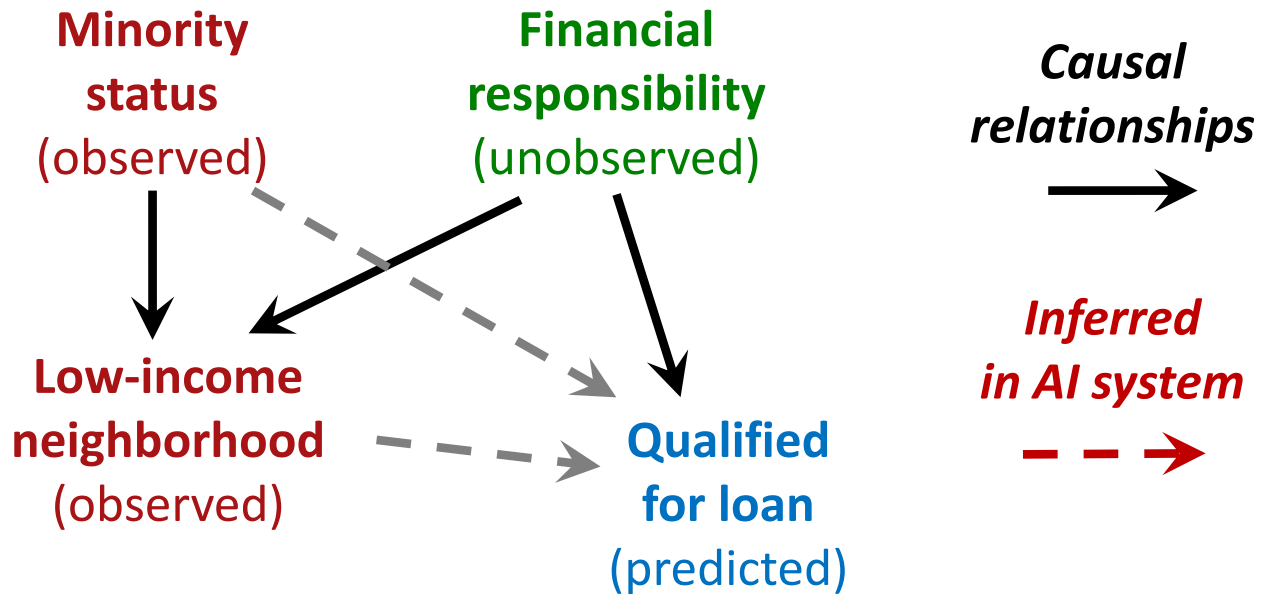 Minority
status
(observed)
Financial
responsibility
(unobserved)
Causal
relationships
Low-income
neighborhood
(observed)
Qualified
for loan
(predicted)
Inferred
in AI system